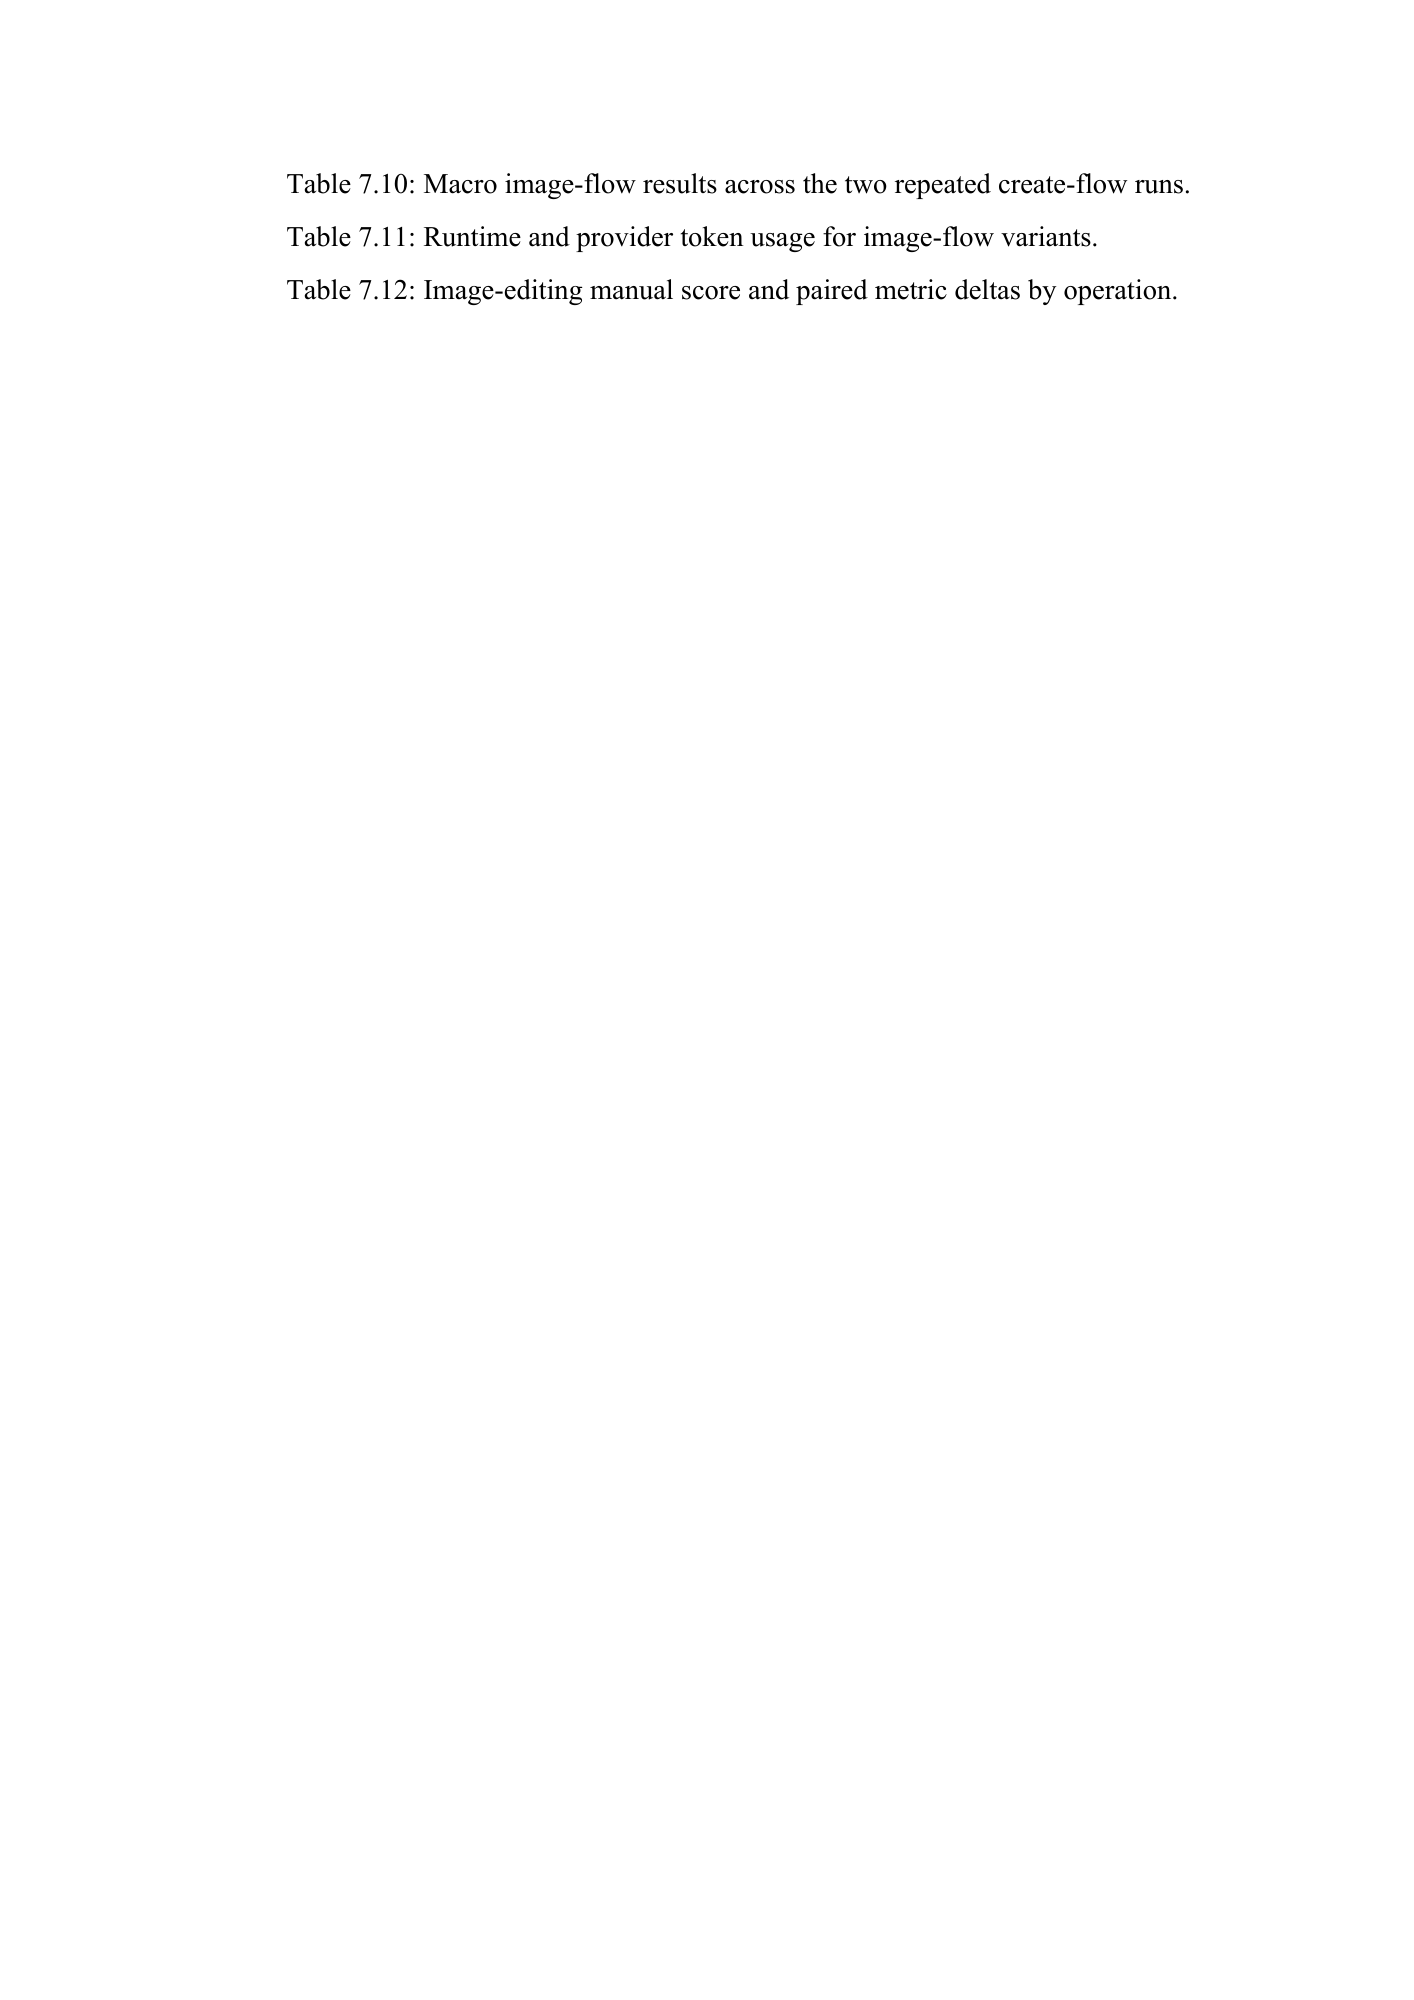 Table 7.10: Macro image-flow results across the two repeated create-flow runs.
Table 7.11: Runtime and provider token usage for image-flow variants.
Table 7.12: Image-editing manual score and paired metric deltas by operation.